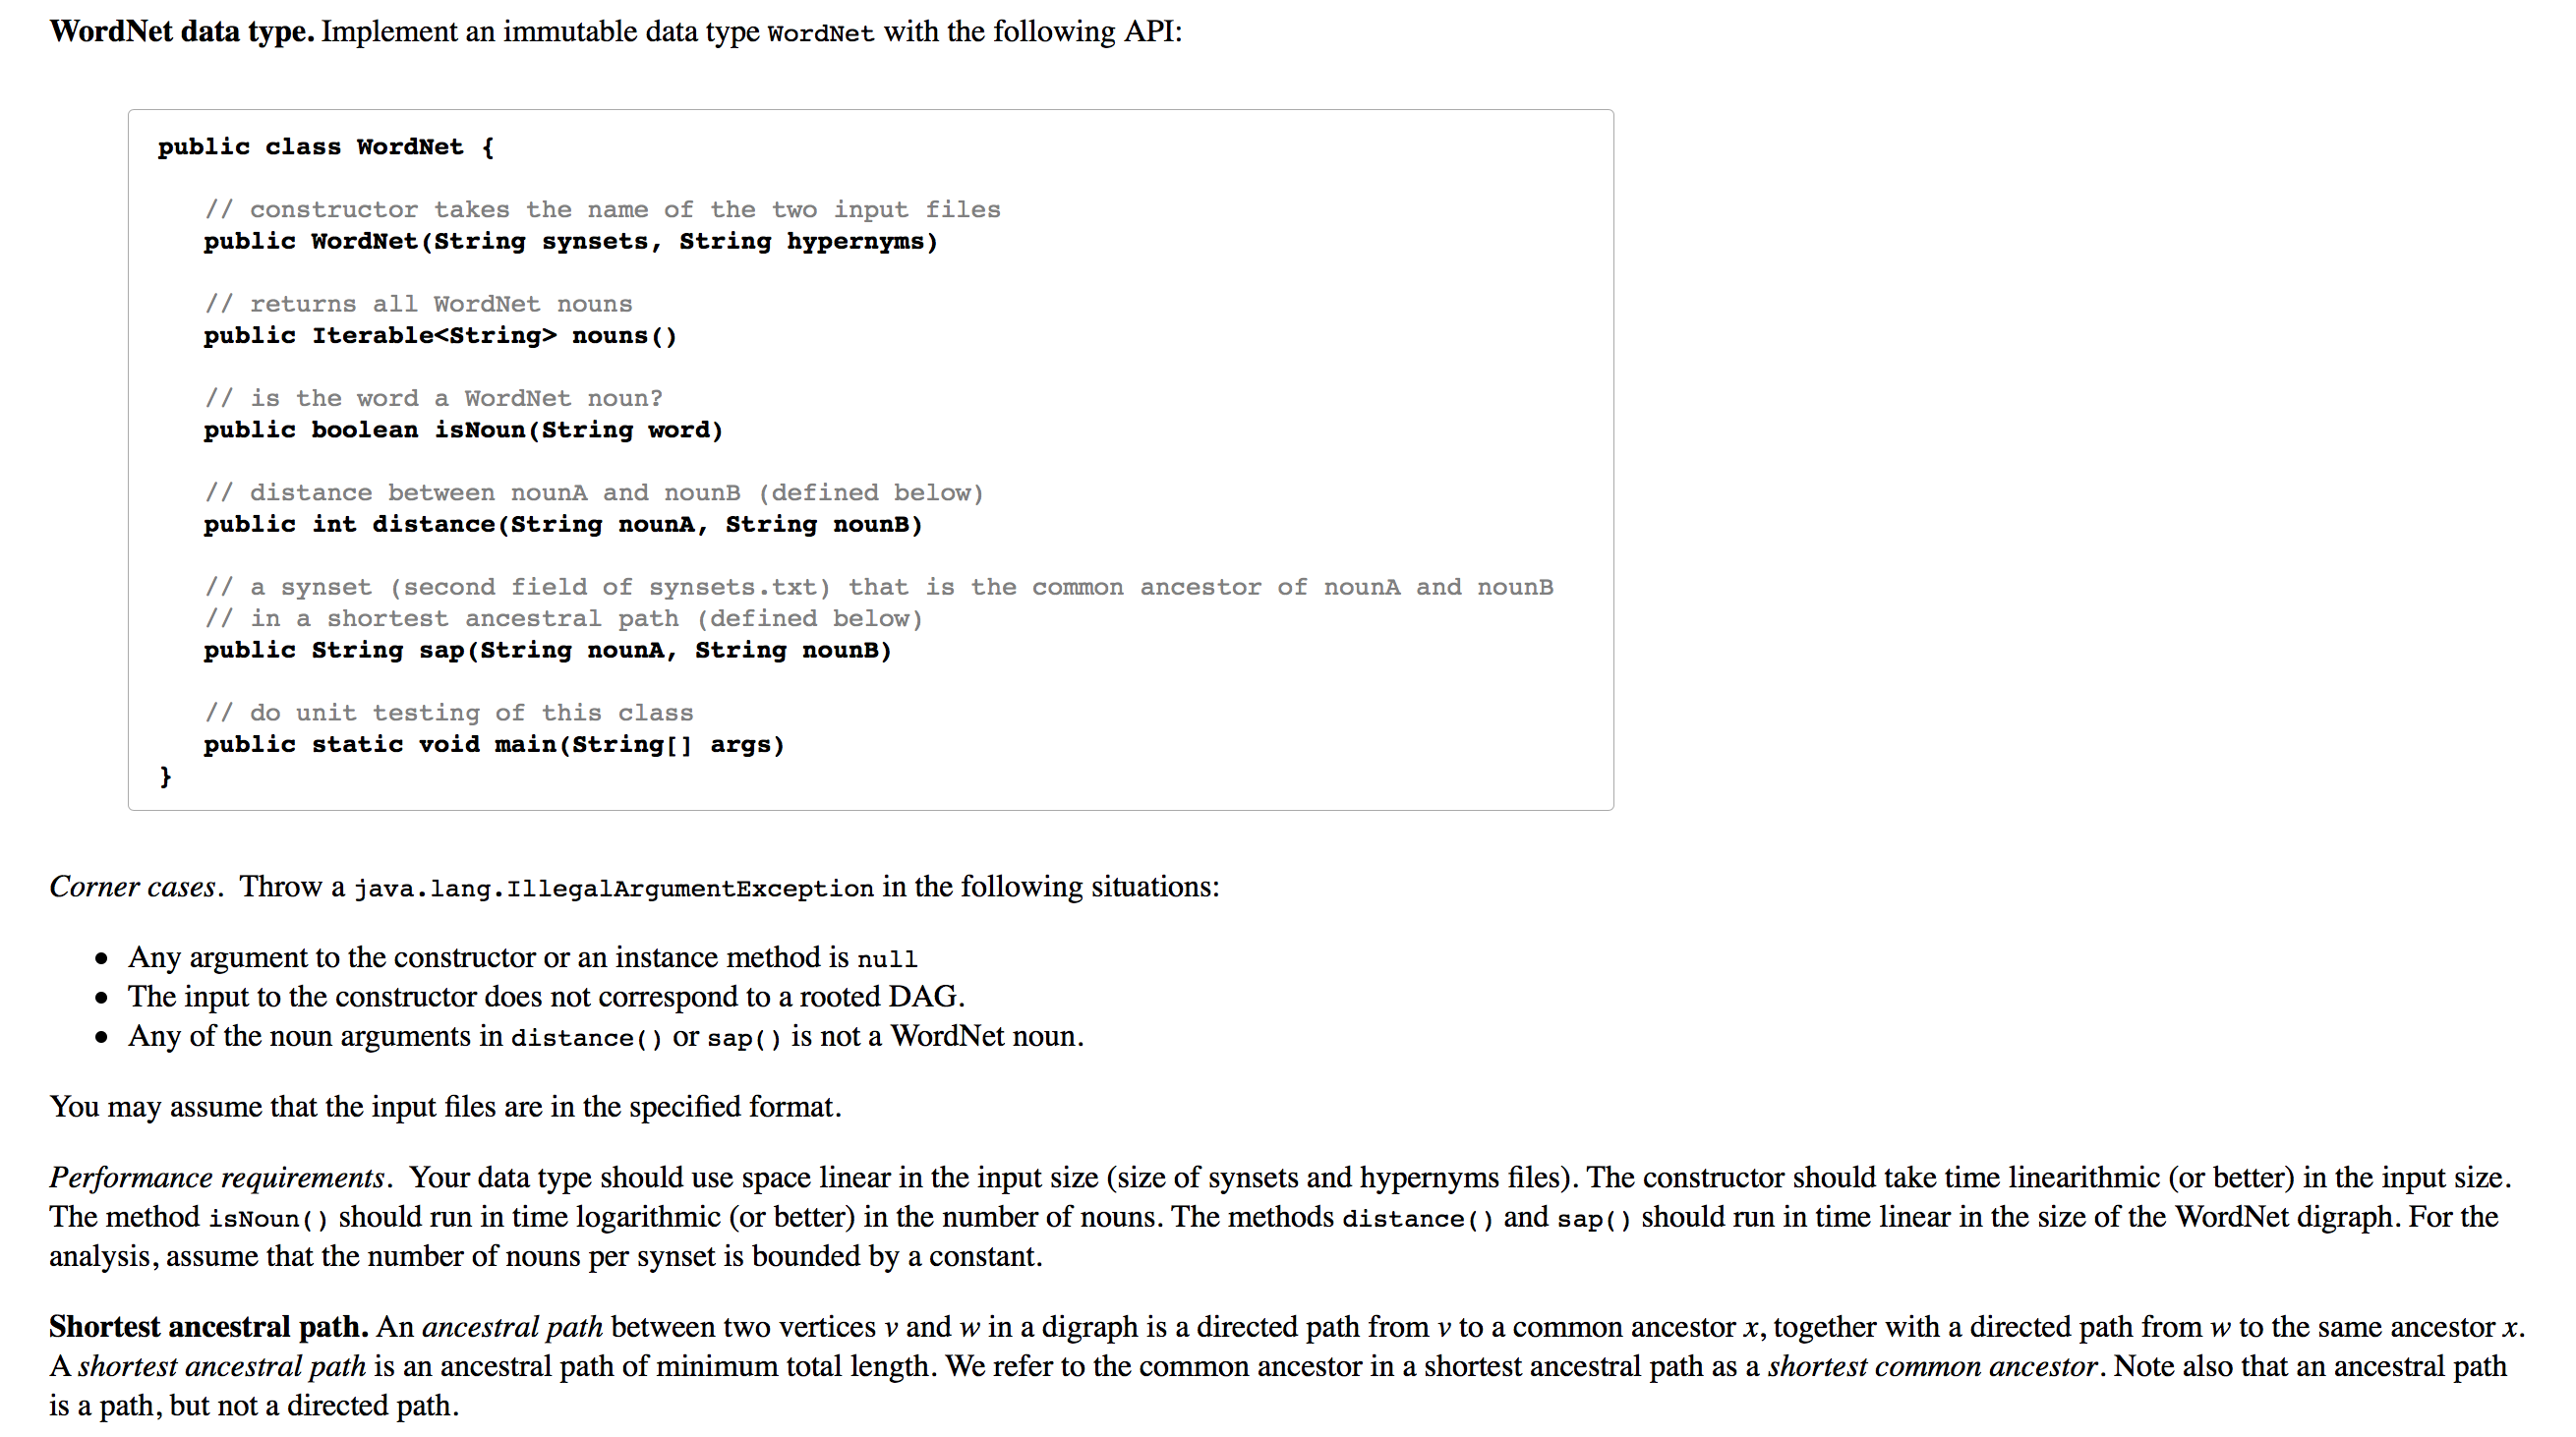 WordNet data type. Implement an immutable data type WordNet with the following API:
public class WordNet {
// constructor takes the name of the two input files
public WordNet(String synsets, String hypernyms)
// returns all WordNet nouns
public Iterable<String> nouns()
// is the word a WordNet noun?
public boolean isNoun(String word)
// distance between nounA and nounB (defined below)
public int distance(String nounA, String nounB)
// a synset (second field of synsets.txt) that is the common ancestor of nounA and nounB
// in a shortest ancestral path (defined below)
public String sap(String nounA, String nounB)
// do unit testing of this class
public static void main(String[] args)
}
Corner cases. Throw a java.lang.IllegalArgumentException in the following situations:
• Any argument to the constructor or an instance method is null
• The input to the constructor does not correspond to a rooted DAG.
• Any of the noun arguments in distance() or sap() is not a WordNet noun.
You may assume that the input files are in the specified format.
Performance requirements. Your data type should use space linear in the input size (size of synsets and hypernyms files). The constructor should take time linearithmic (or better) in the input size.
The method isNoun() should run in time logarithmic (or better) in the number of nouns. The methods distance() and sap() should run in time linear in the size of the WordNet digraph. For the
analysis, assume that the number of nouns per synset is bounded by a constant.
Shortest ancestral path. An ancestral path between two vertices v and w in a digraph is a directed path from v to a common ancestor x, together with a directed path from w to the same ancestor x.
A shortest ancestral path is an ancestral path of minimum total length. We refer to the common ancestor in a shortest ancestral path as a shortest common ancestor. Note also that an ancestral path
is a path, but not a directed path.